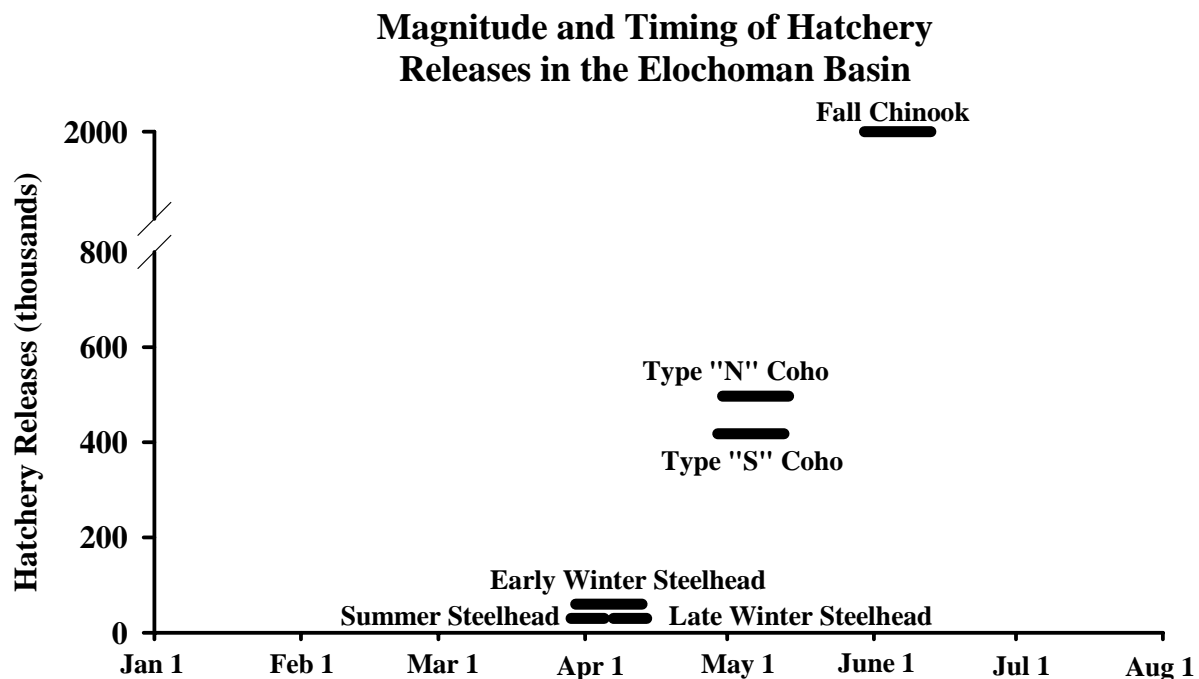 Magnitude and Timing of Hatchery
Releases in the Elochoman Basin
Hatchery Releases (thousands)
2000
800
600
400
200
0
Fall Chinook
Type "N" Coho
Type "S" Coho
Early Winter Steelhead
Summer Steelhead
Late Winter Steelhead
Jan 1
Feb 1
Mar 1
Apr 1
May 1
June 1
Jul 1
Aug 1